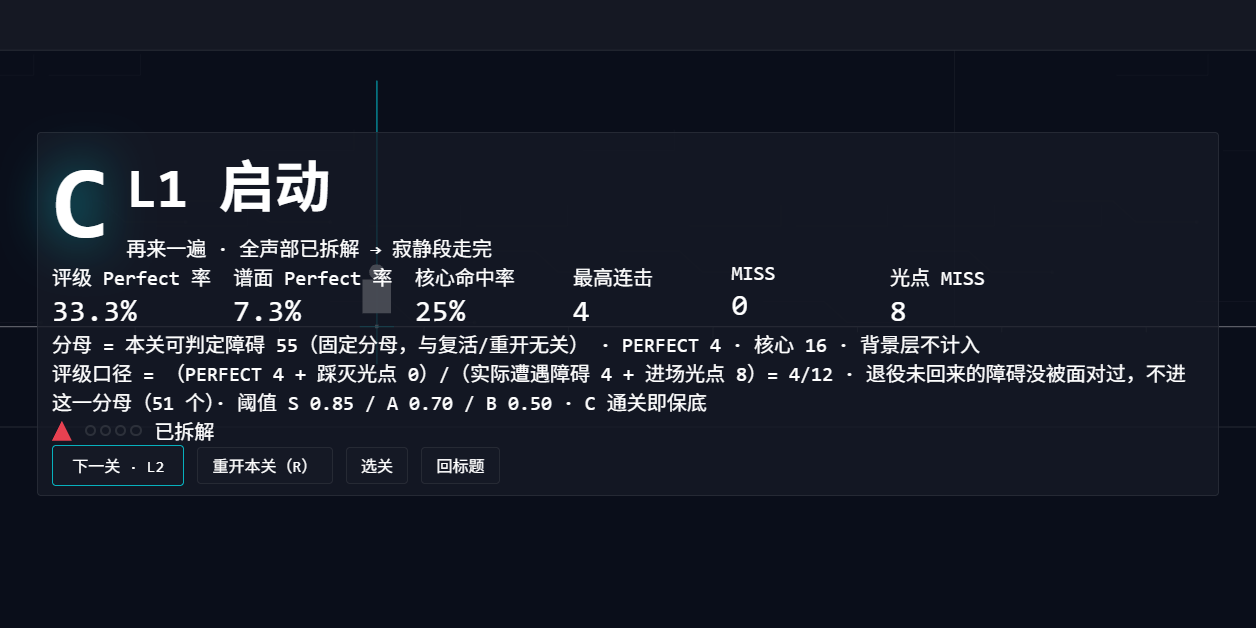 C L1 启动
再来一遍 · 全声部已拆解 → 寂静段走完
评级 Perfect 率 谱面 Perfect 率 核心命中率 最高连击 MISS 光点 MISS
33.3% 7.3% 25% 4 0 8
分母 = 本关可判定障碍 55（固定分母，与复活/重开无关） · PERFECT 4 · 核心 16 · 背景层不计入
评级口径 = （PERFECT 4 + 踩灭光点 0）/（实际遭遇障碍 4 + 进场光点 8）= 4/12 · 退役未回来的障碍没被面对过，不进
这一分母（51 个）· 阈值 S 0.85 / A 0.70 / B 0.50 · C 通关即保底
已拆解
下一关 · L2 重开本关（R） 选关 回标题